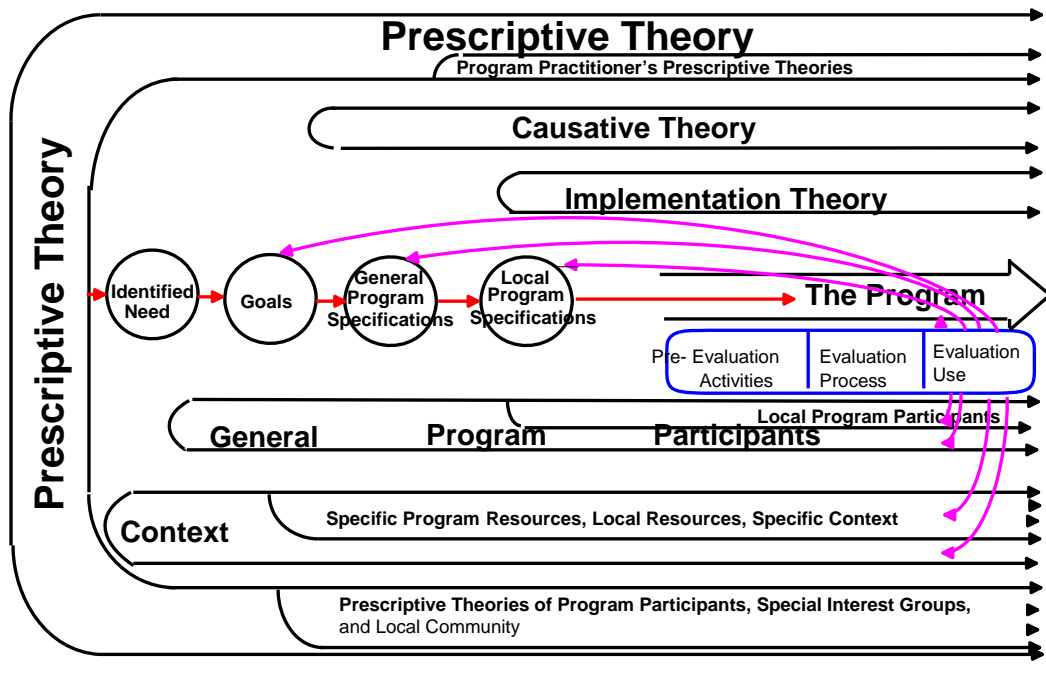 Prescriptive Theory
Program Practitioner's Prescriptive Theories
Prescriptive Theory
Causative Theory
Implementation Theory
Identified
Need
Goals
General
Program
Specifications
Local
Program
Specifications
The Program
Pre- Evaluation
Activities
Evaluation
Process
Evaluation
Use
Local Program Participants
General Program Participants
Context
Specific Program Resources, Local Resources, Specific Context
Prescriptive Theories of Program Participants, Special Interest Groups,
and Local Community